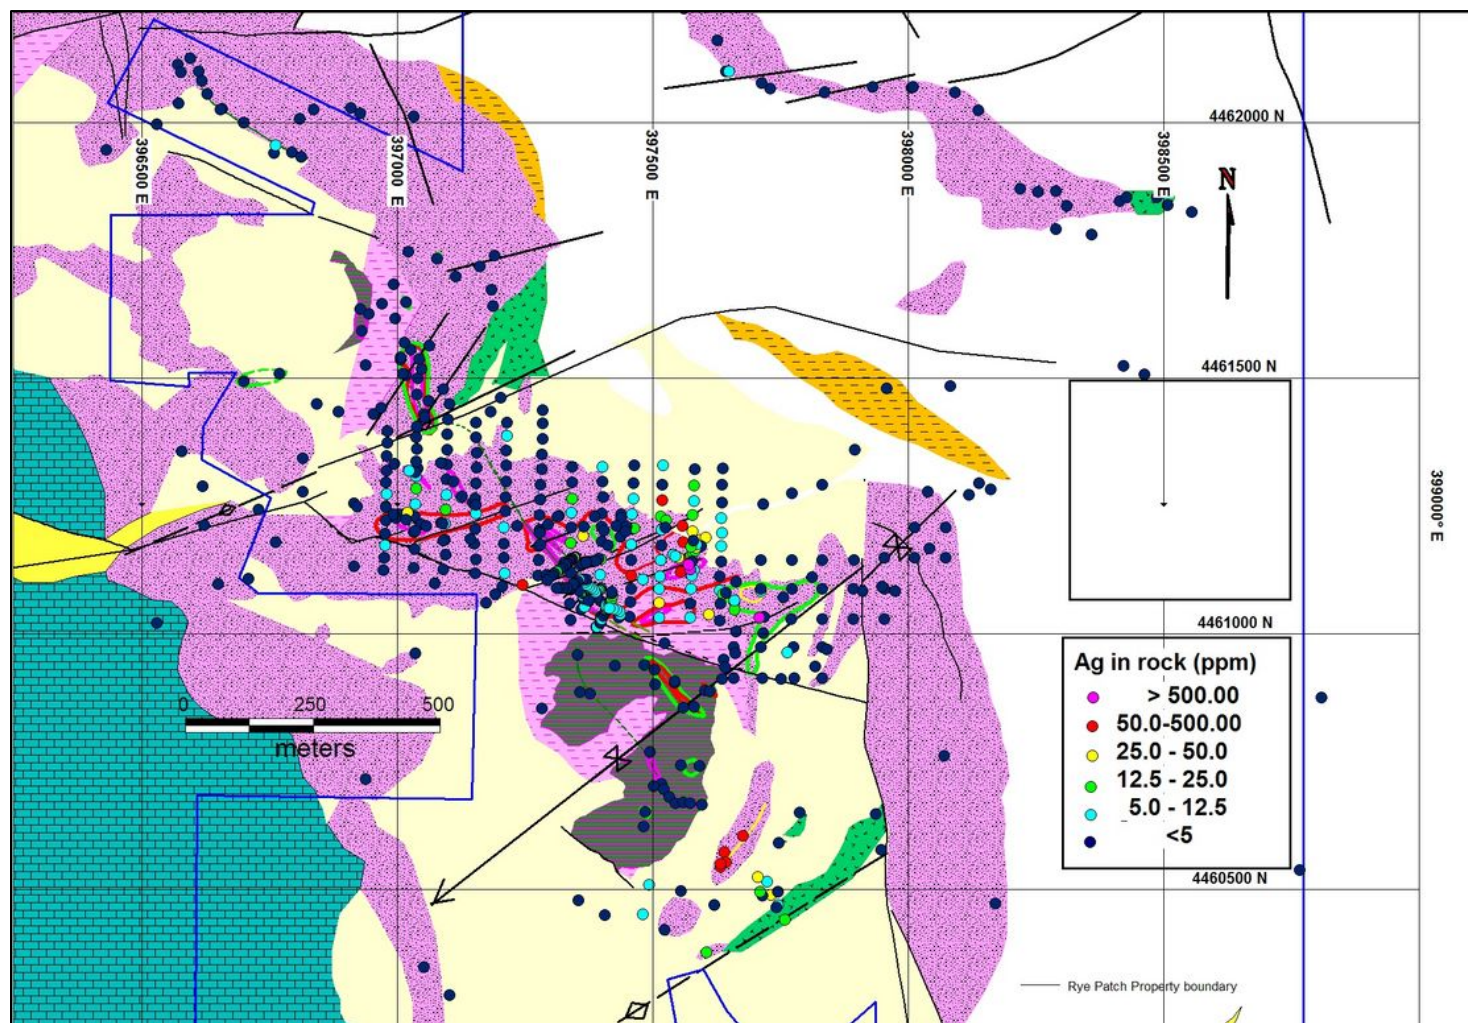 4462000 N
396500 E
397000 E
397500 E
398000 E
398500 E
N
4461500 N
399000° E
4461000 N
Ag in rock (ppm)
> 500.00
50.0-500.00
25.0 - 50.0
12.5 - 25.0
5.0 - 12.5
<5
0 250 500
meters
4460500 N
Rye Patch Property boundary